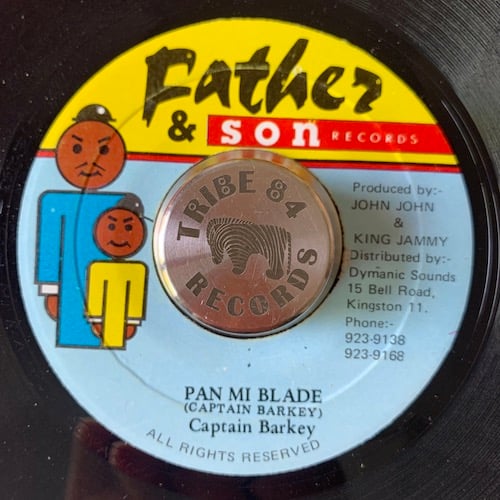 Father
& son RECORDS
TRIBE 84
RECORDS
Produced by:-
JOHN JOHN
&
KING JAMMY
Distributed by:-
Dymanic Sounds
15 Bell Road,
Kingston 11.
Phone:-
923-9138
923-9168
PAN MI BLADE
(CAPTAIN BARKEY)
Captain Barkey
ALL RIGHTS RESERVED